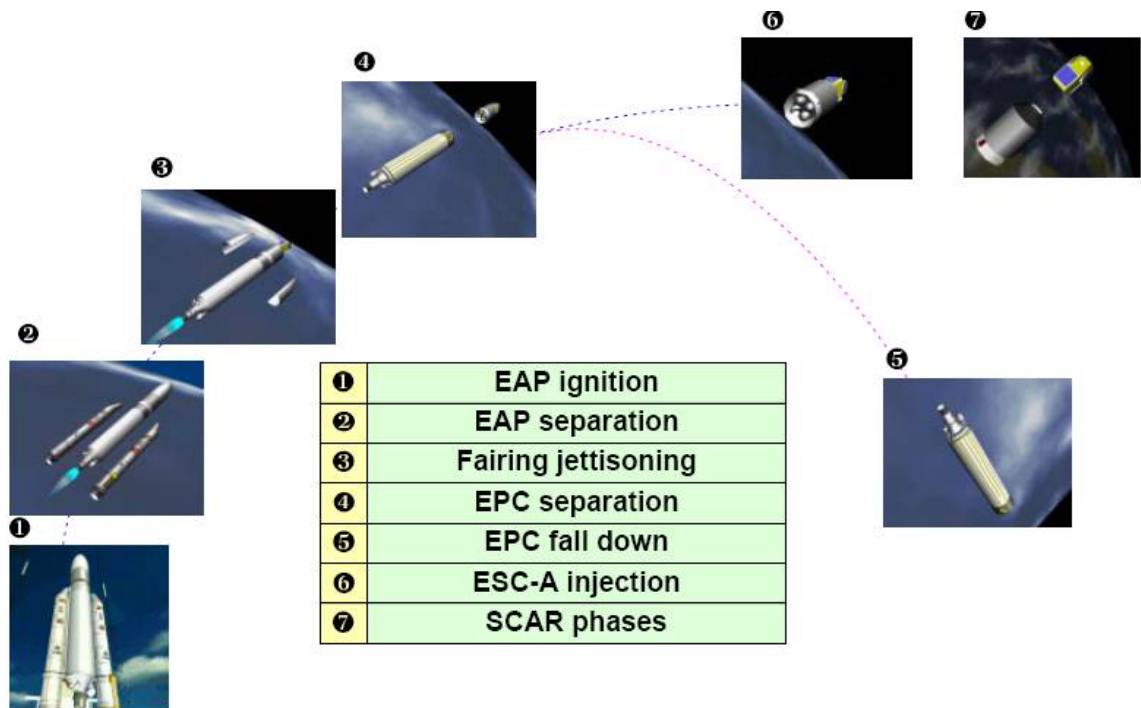 ❻
❼
❹
❸
❷
❺
❶
❶ EAP ignition
❷ EAP separation
❸ Fairing jettisoning
❹ EPC separation
❺ EPC fall down
❻ ESC-A injection
❼ SCAR phases